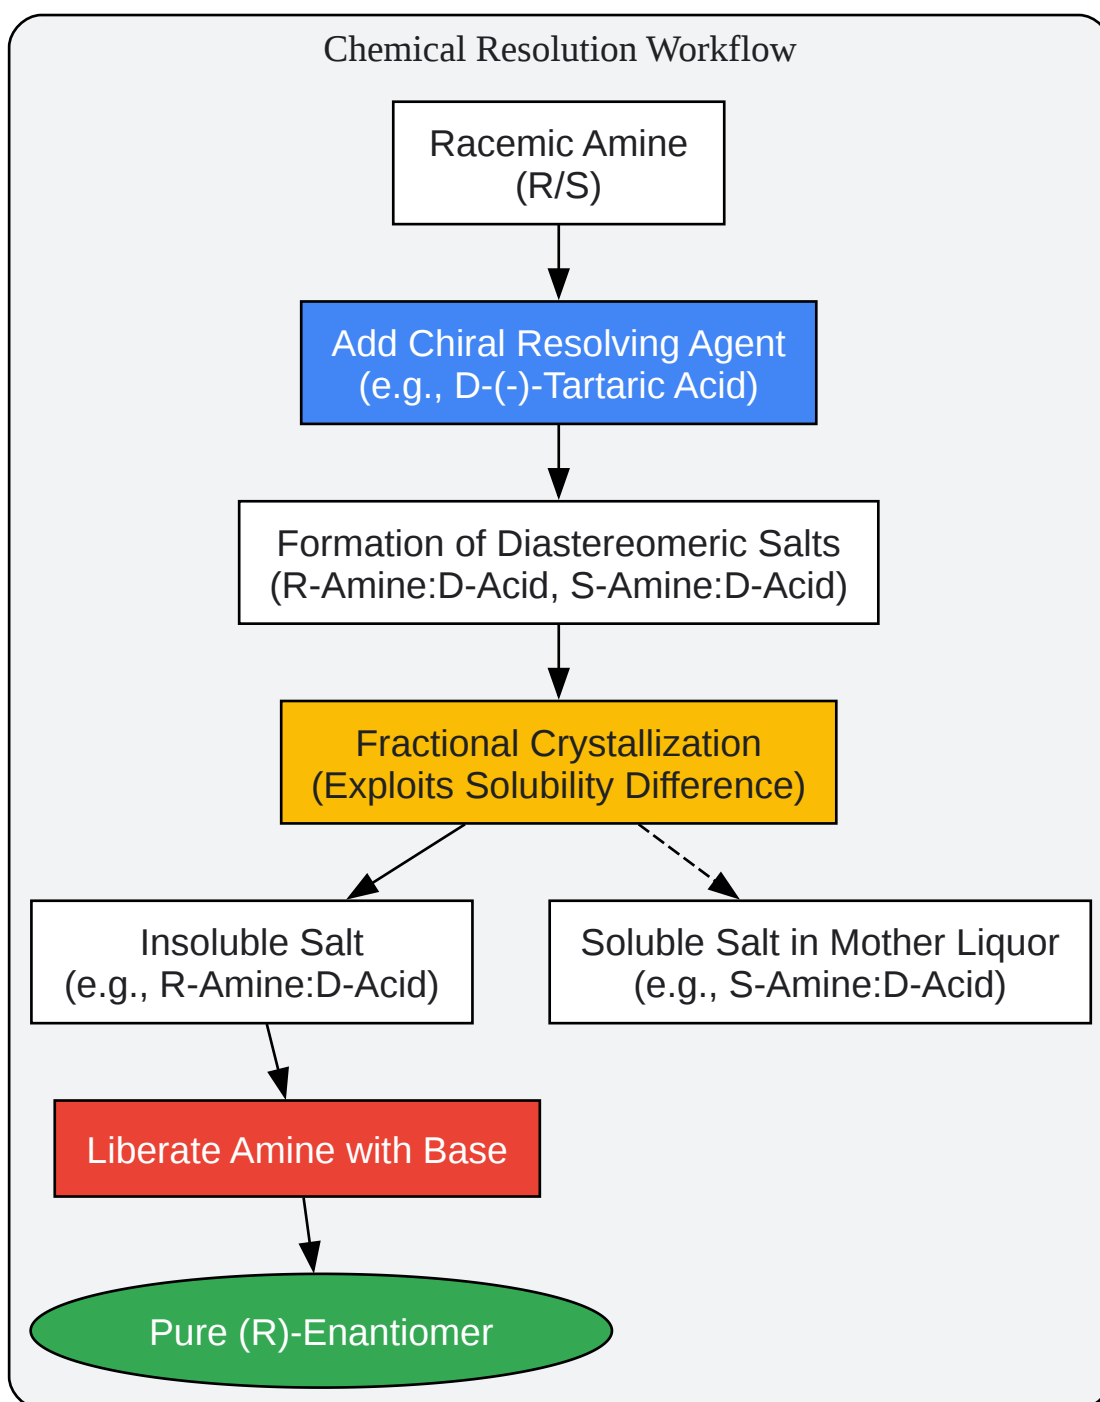 Chemical Resolution Workflow
Racemic Amine
(R/S)
Add Chiral Resolving Agent
(e.g., D-(-)-Tartaric Acid)
Formation of Diastereomeric Salts
(R-Amine:D-Acid, S-Amine:D-Acid)
Fractional Crystallization
(Exploits Solubility Difference)
Insoluble Salt
(e.g., R-Amine:D-Acid)
Soluble Salt in Mother Liquor
(e.g., S-Amine:D-Acid)
Liberate Amine with Base
Pure (R)-Enantiomer